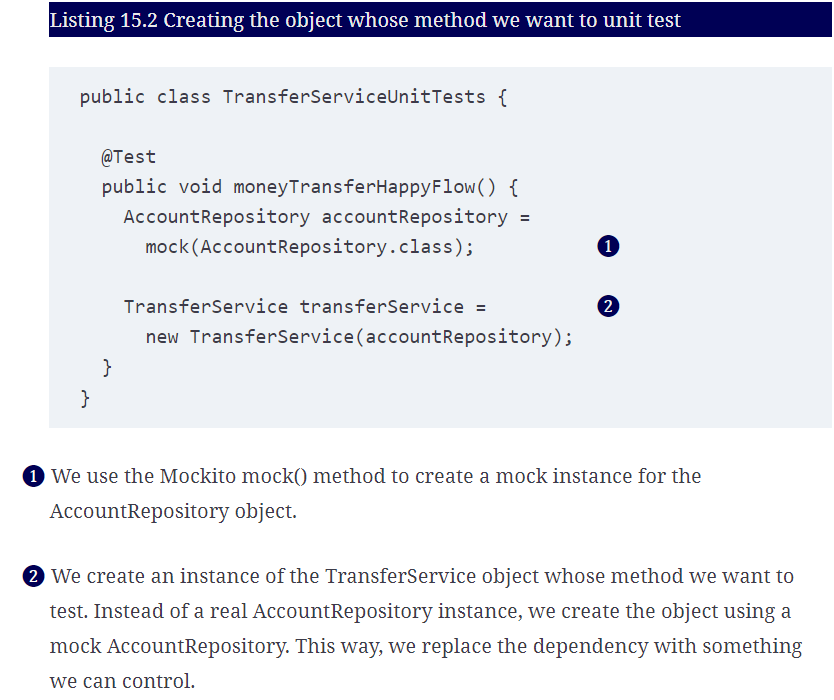 Listing 15.2 Creating the object whose method we want to unit test
public class TransferServiceUnitTests {
@Test
public void moneyTransferHappyFlow() {
AccountRepository accountRepository =
mock(AccountRepository.class); 1
TransferService transferService = 2
new TransferService(accountRepository);
}
}
1 We use the Mockito mock() method to create a mock instance for the
AccountRepository object.
2 We create an instance of the TransferService object whose method we want to
test. Instead of a real AccountRepository instance, we create the object using a
mock AccountRepository. This way, we replace the dependency with something
we can control.